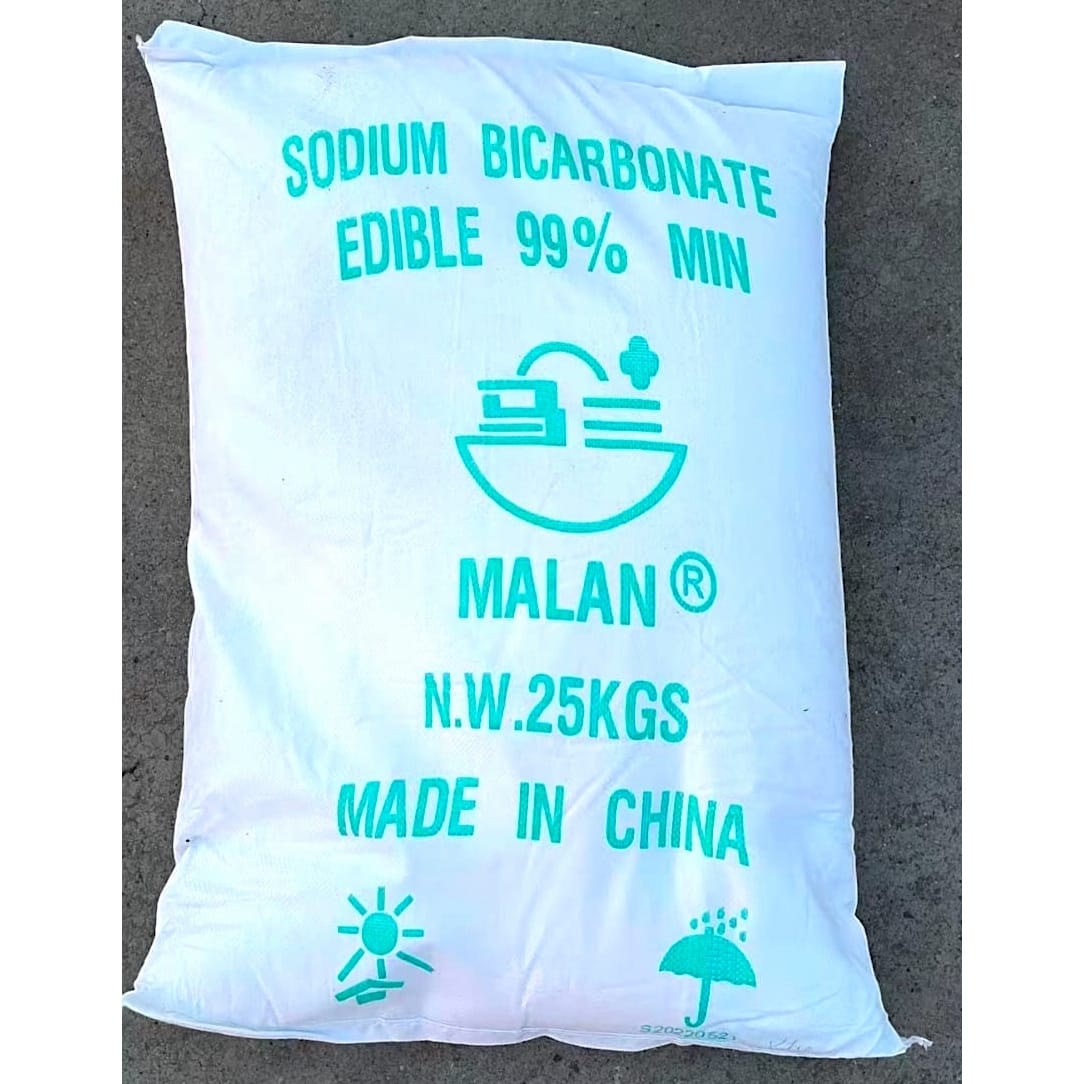 SODIUM BICARBONATE
EDIBLE 99% MIN
MALAN®
N.W.25KGS
MADE IN CHINA